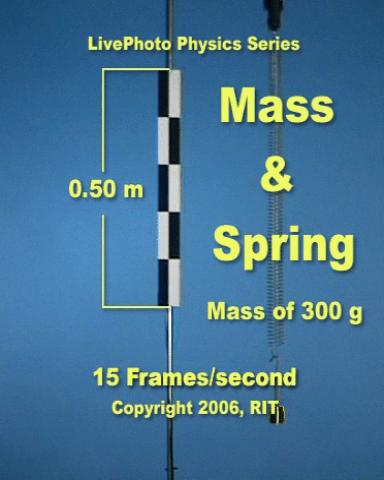 LivePhoto Physics Series
Mass
&
Spring
0.50 m
Mass of 300 g
15 Frames/second
Copyright 2006, RIT